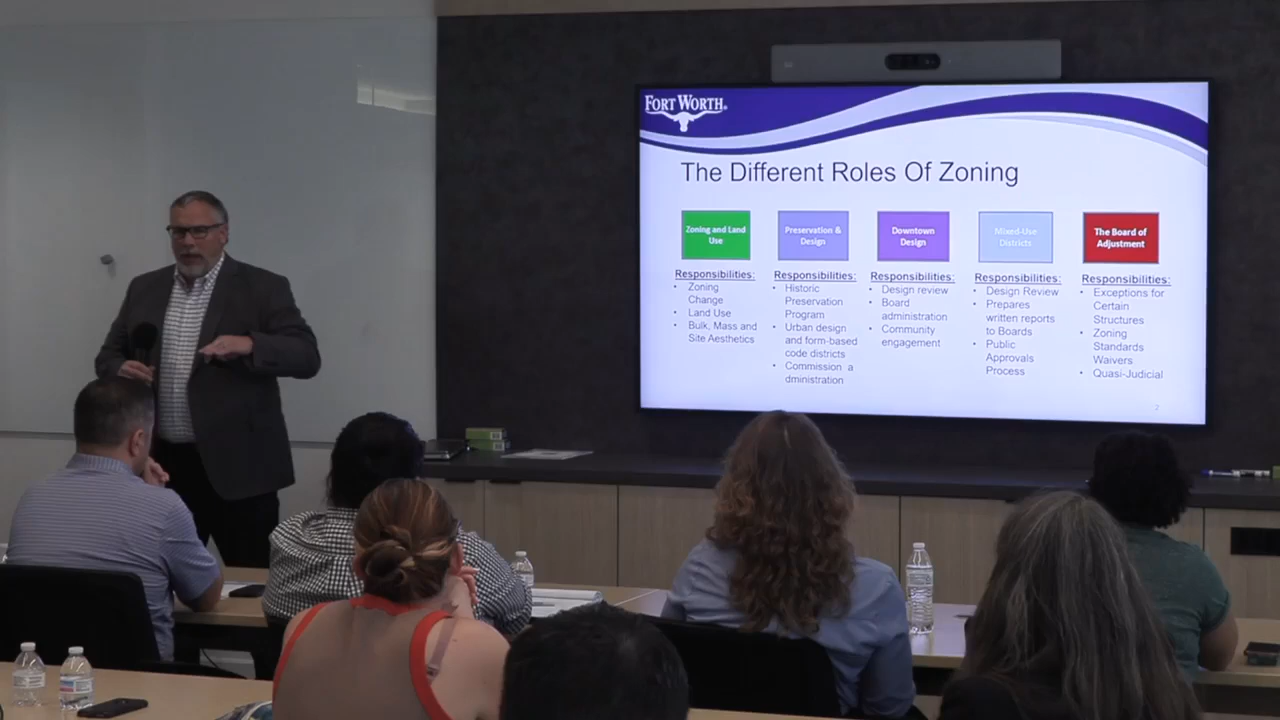 FORT WORTH®
The Different Roles Of Zoning
Zoning and Land
Use
Responsibilities:
• Zoning
Change
• Land Use
• Bulk, Mass and
Site Aesthetics
Preservation &
Design
Responsibilities:
• Historic
Preservation
Program
• Urban design
and form-based
code districts
• Commission a
dministration
Downtown
Design
Responsibilities:
• Design review
• Board
administration
• Community
engagement
Mixed-Use
Districts
Responsibilities:
• Design Review
• Prepares
written reports
to Boards
• Public
Approvals
Process
The Board of
Adjustment
Responsibilities:
• Exceptions for
Certain
Structures
• Zoning
Standards
Waivers
• Quasi-Judicial
2